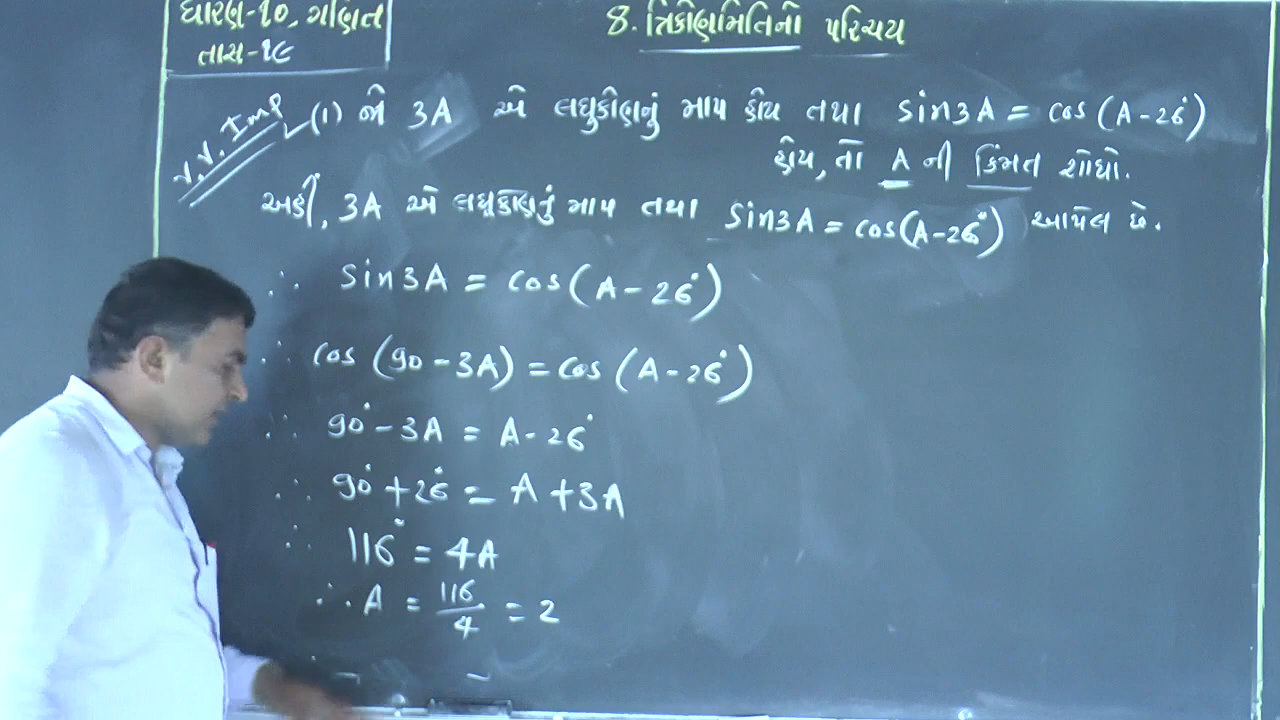 ધોરણ-૧૦, ગણિત
તાસ-૧૯
8. ત્રિકોણમિતિનો પરિચય
V.V. Imp
(1) જો 3A એ લઘુકોણનું માપ હોય તથા sin3A = cos(A-26°)
હોય, તો A ની કિંમત શોધો.
અહીં, 3A એ લઘુકોણનું માપ તથા sin3A = cos(A-26°) આપેલ છે.
∴ sin3A = cos(A-26°)
∴ cos(90-3A) = cos(A-26°)
∴ 90°-3A = A-26°
∴ 90°+26° = A+3A
∴ 116° = 4A
∴ A = 116/4 = 2